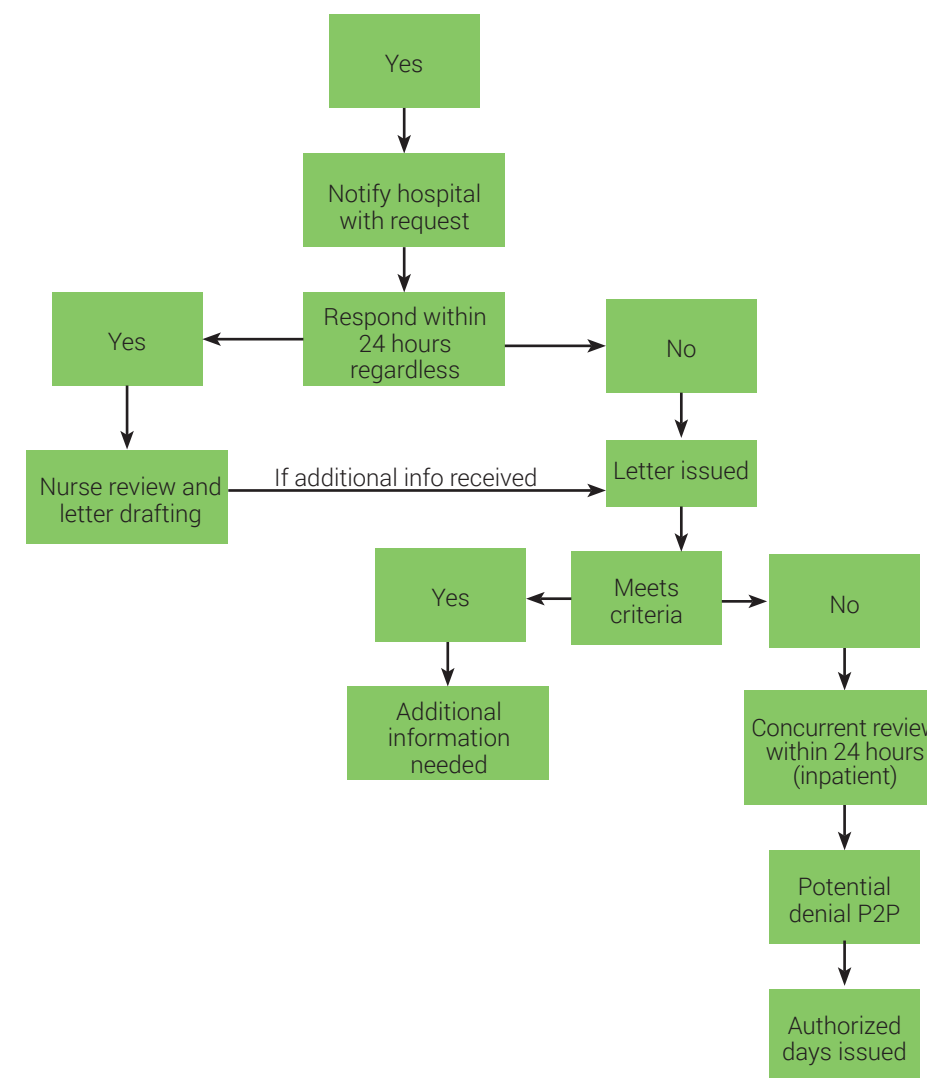 Yes
Notify hospital
with request
Respond within
24 hours
regardless
Yes
No
Nurse review and
letter drafting
If additional info received
Letter issued
Meets
criteria
Yes
No
Additional
information
needed
Concurrent review
within 24 hours
(inpatient)
Potential
denial P2P
Authorized
days issued